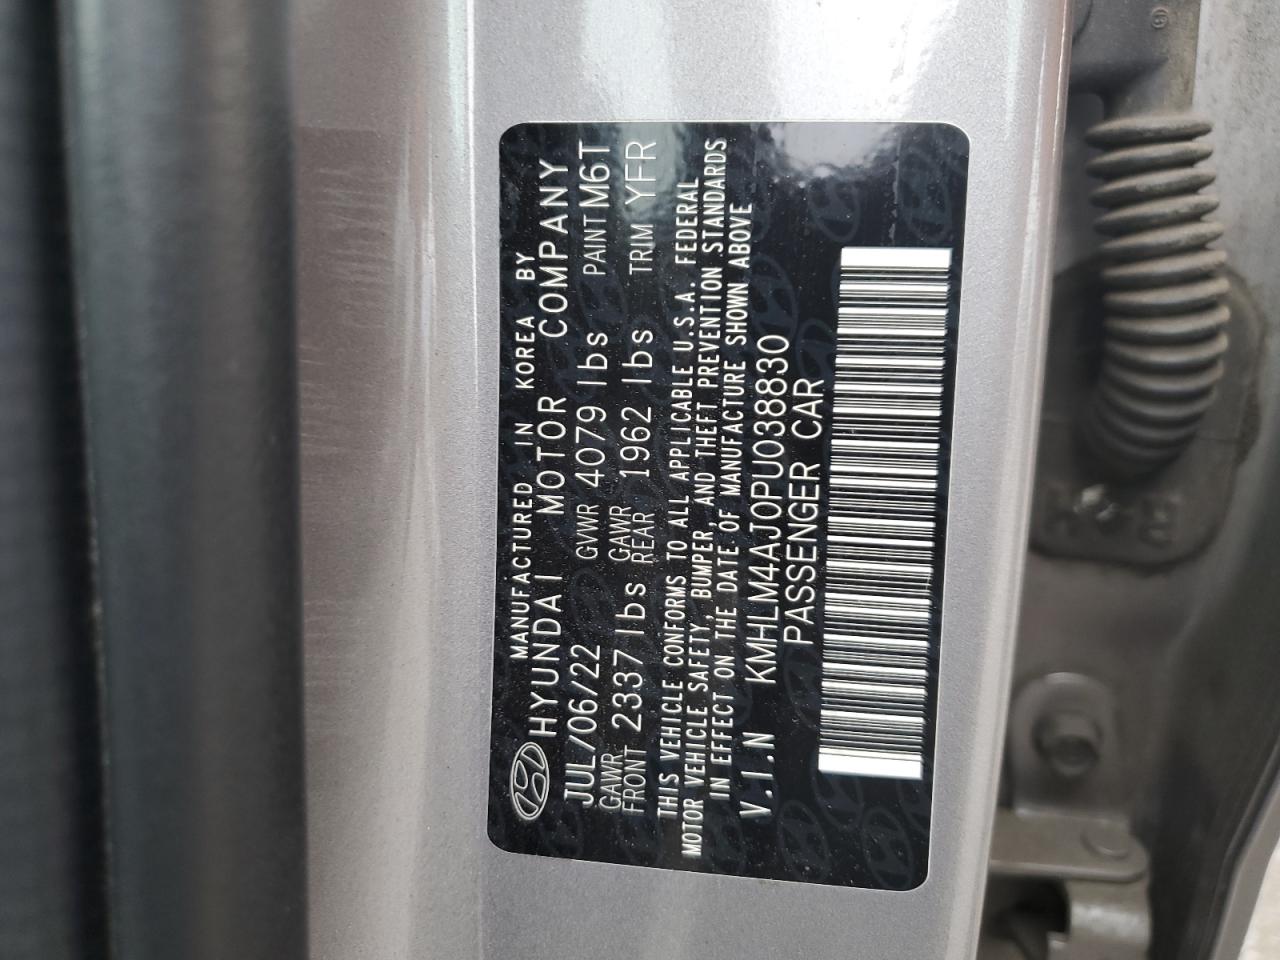 MANUFACTURED IN KOREA BY
HYUNDAI MOTOR COMPANY
JUL/06/22 GVWR 4079 lbs PAINT M6T
GAWR FRONT 2337 lbs GAWR REAR 1962 lbs TRIM YFR
THIS VEHICLE CONFORMS TO ALL APPLICABLE U.S.A. FEDERAL
MOTOR VEHICLE SAFETY, BUMPER, AND THEFT PREVENTION STANDARDS
IN EFFECT ON THE DATE OF MANUFACTURE SHOWN ABOVE
V.I.N KMHLM4AJ0PU038830
PASSENGER CAR